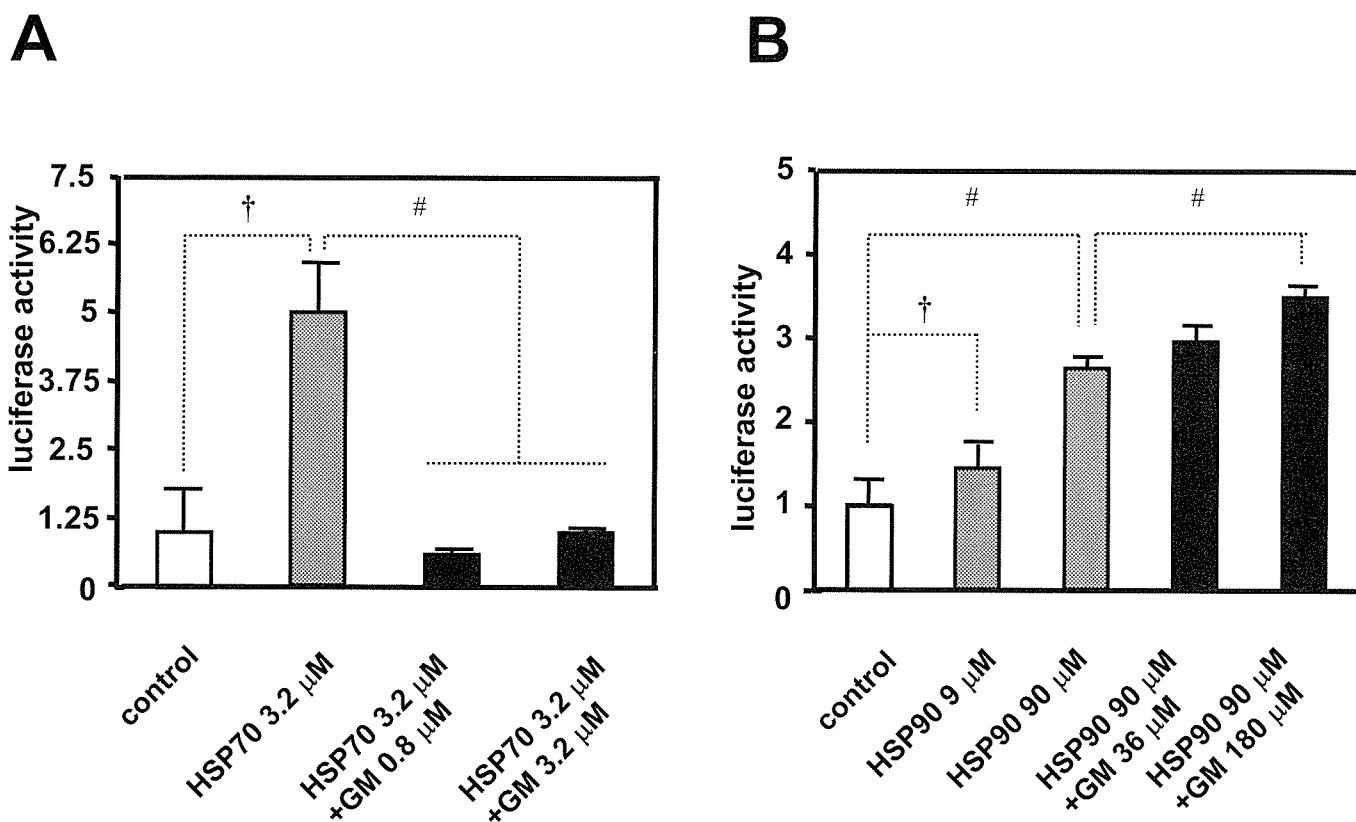 A
B
7.5
6.25
5
3.75
2.5
1.25
0
luciferase activity
†
#
control
HSP70 3.2 µM
HSP70 3.2 µM
+GM 0.8 µM
HSP70 3.2 µM
+GM 3.2 µM
5
4
3
2
1
0
luciferase activity
#
#
†
control
HSP90 9 µM
HSP90 90 µM
HSP90 90 µM
+GM 36 µM
HSP90 90 µM
+GM 180 µM